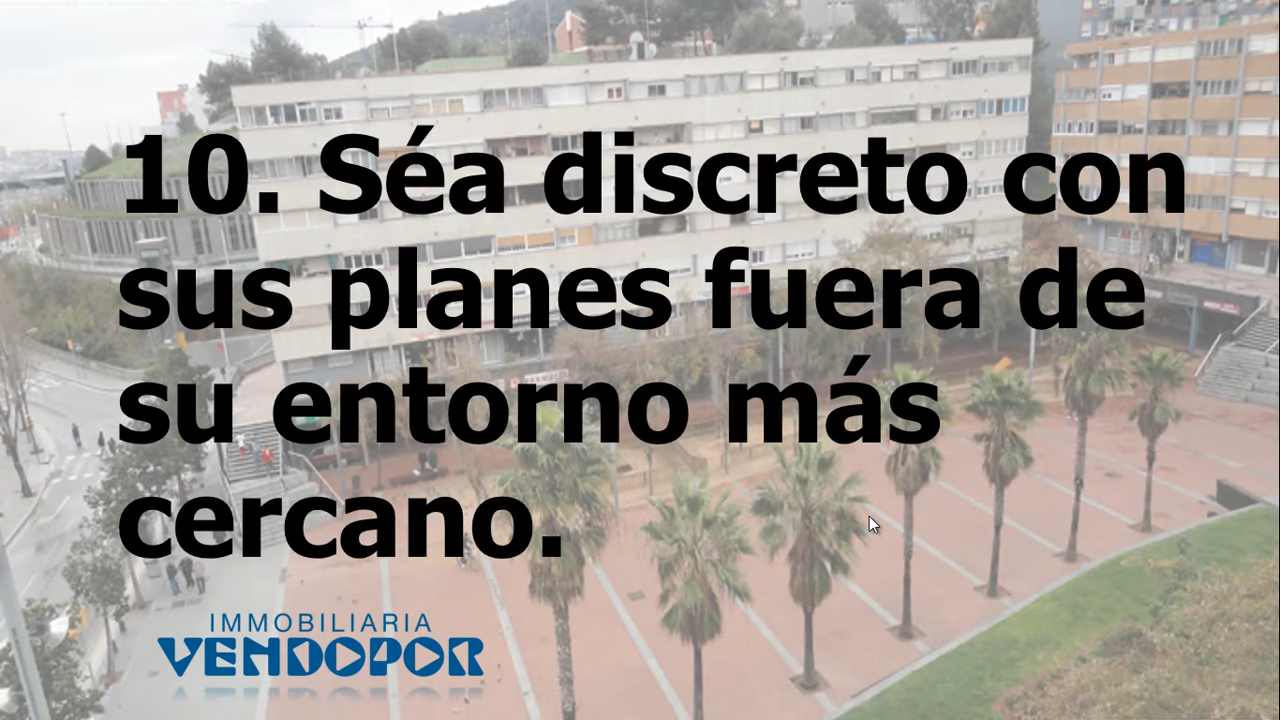 10. Séa discreto con
sus planes fuera de
su entorno más
cercano.
IMMOBILIARIA
VENDOPOR